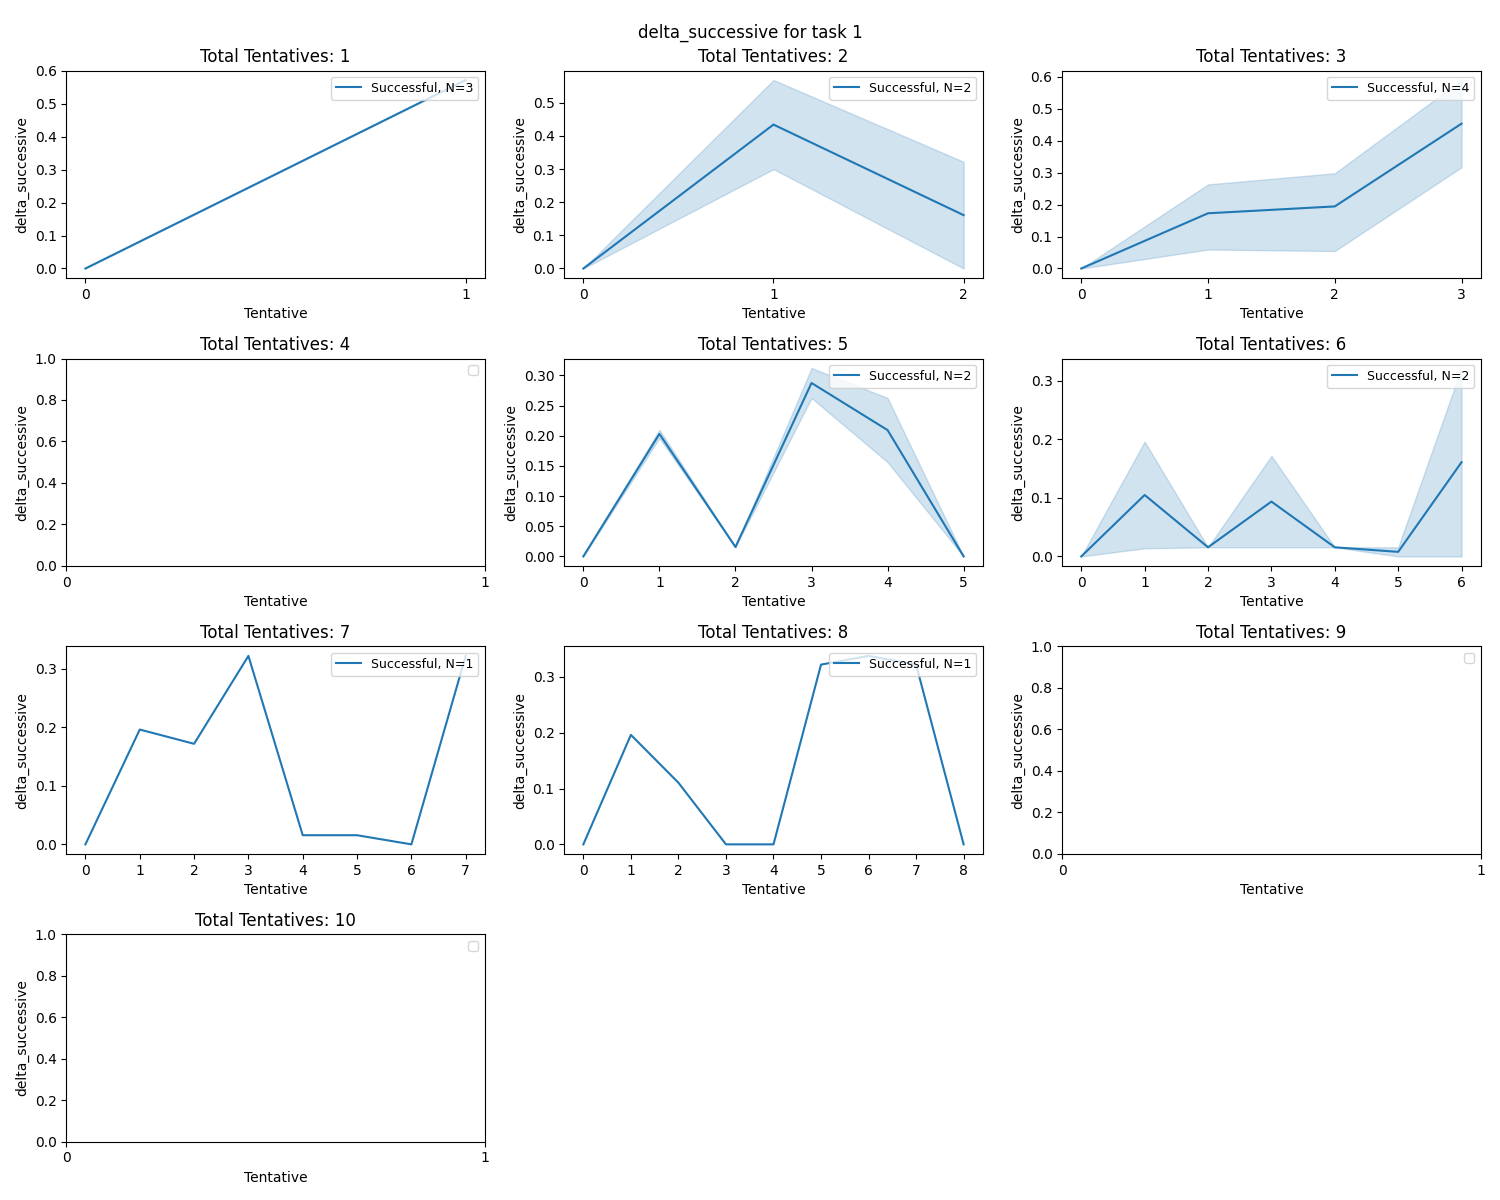 delta_successive for task 1
Total Tentatives: 1
Total Tentatives: 2
Total Tentatives: 3
delta_successive
0.6
0.5
0.4
0.3
0.2
0.1
0.0
Successful, N=3
0 1
Tentative
delta_successive
0.5
0.4
0.3
0.2
0.1
0.0
Successful, N=2
0 1 2
Tentative
delta_successive
0.6
0.5
0.4
0.3
0.2
0.1
0.0
Successful, N=4
0 1 2 3
Tentative
Total Tentatives: 4
Total Tentatives: 5
Total Tentatives: 6
delta_successive
1.0
0.8
0.6
0.4
0.2
0.0
0 1
Tentative
delta_successive
0.30
0.25
0.20
0.15
0.10
0.05
0.00
Successful, N=2
0 1 2 3 4 5
Tentative
delta_successive
0.3
0.2
0.1
0.0
Successful, N=2
0 1 2 3 4 5 6
Tentative
Total Tentatives: 7
Total Tentatives: 8
Total Tentatives: 9
delta_successive
0.3
0.2
0.1
0.0
Successful, N=1
0 1 2 3 4 5 6 7
Tentative
delta_successive
0.3
0.2
0.1
0.0
Successful, N=1
0 1 2 3 4 5 6 7 8
Tentative
delta_successive
1.0
0.8
0.6
0.4
0.2
0.0
0 1
Tentative
Total Tentatives: 10
delta_successive
1.0
0.8
0.6
0.4
0.2
0.0
0 1
Tentative